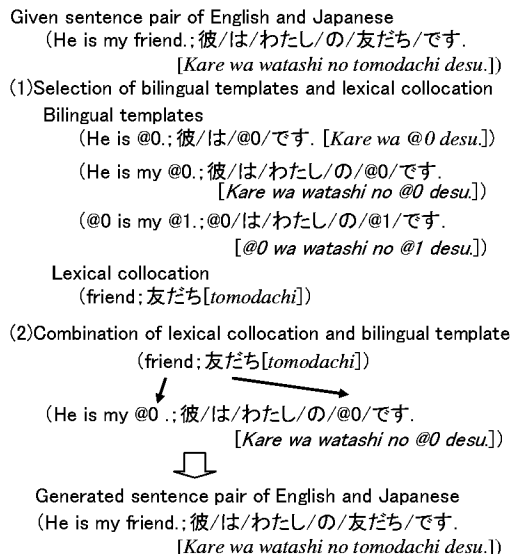 Given sentence pair of English and Japanese
(He is my friend.;彼/は/わたし/の/友だち/です.
[Kare wa watashi no tomodachi desu.])
(1)Selection of bilingual templates and lexical collocation
Bilingual templates
(He is @0.;彼/は/@0/です. [Kare wa @0 desu.])
(He is my @0.;彼/は/わたし/の/@0/です.
[Kare wa watashi no @0 desu.])
(@0 is my @1.;@0/は/わたし/の/@1/です.
[@0 wa watashi no @1 desu.])
Lexical collocation
(friend;友だち[tomodachi])
(2)Combination of lexical collocation and bilingual template
(friend;友だち[tomodachi])
(He is my @0 .;彼/は/わたし/の/@0/です.
[Kare wa watashi no @0 desu.])
Generated sentence pair of English and Japanese
(He is my friend.;彼/は/わたし/の/友だち/です.
[Kare wa watashi no tomodachi desu.])